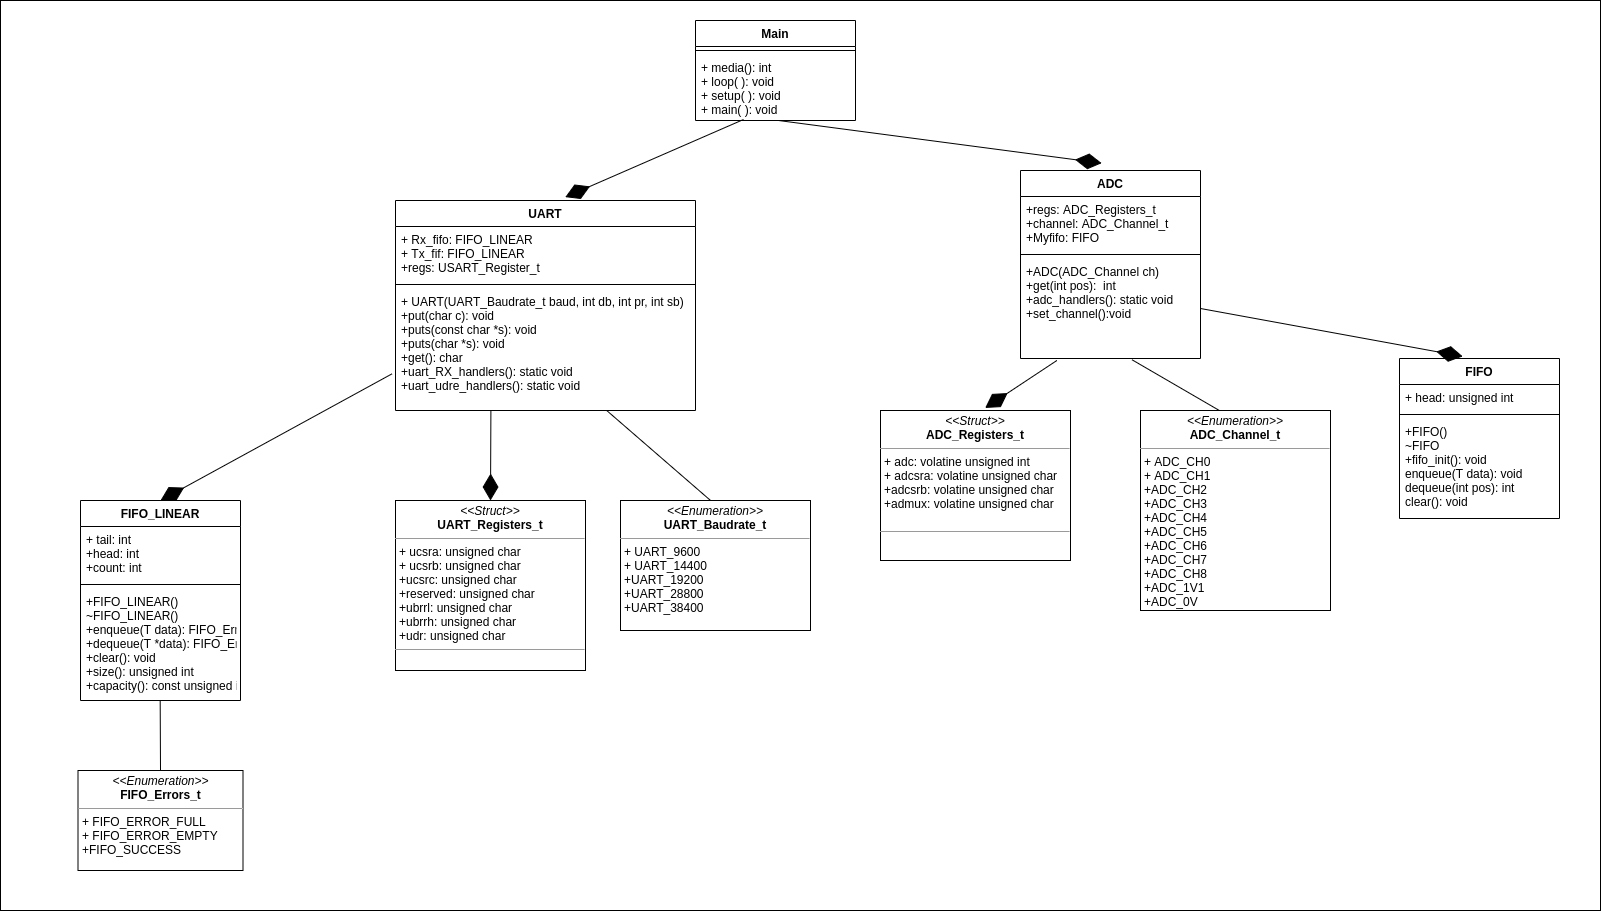 Main
+ media(): int
+ loop( ): void
+ setup( ): void
+ main( ): void
UART
+ Rx_fifo: FIFO_LINEAR
+ Tx_fif: FIFO_LINEAR
+regs: USART_Register_t
+ UART(UART_Baudrate_t baud, int db, int pr, int sb)
+put(char c): void
+puts(const char *s): void
+puts(char *s): void
+get(): char
+uart_RX_handlers(): static void
+uart_udre_handlers(): static void
ADC
+regs: ADC_Registers_t
+channel: ADC_Channel_t
+Myfifo: FIFO
+ADC(ADC_Channel ch)
+get(int pos):  int
+adc_handlers(): static void
+set_channel():void
FIFO
+ head: unsigned int
+FIFO()
~FIFO
+fifo_init(): void
enqueue(T data): void
dequeue(int pos): int
clear(): void
FIFO_LINEAR
+ tail: int
+head: int
+count: int
+FIFO_LINEAR()
~FIFO_LINEAR()
+enqueue(T data): FIFO_Err
+dequeue(T *data): FIFO_E
+clear(): void
+size(): unsigned int
+capacity(): const unsigned
<<Struct>>
UART_Registers_t
+ ucsra: unsigned char
+ ucsrb: unsigned char
+ucsrc: unsigned char
+reserved: unsigned char
+ubrrl: unsigned char
+ubrrh: unsigned char
+udr: unsigned char
<<Enumeration>>
UART_Baudrate_t
+ UART_9600
+ UART_14400
+UART_19200
+UART_28800
+UART_38400
<<Struct>>
ADC_Registers_t
+ adc: volatine unsigned int
+ adcsra: volatine unsigned char
+adcsrb: volatine unsigned char
+admux: volatine unsigned char
<<Enumeration>>
ADC_Channel_t
+ ADC_CH0
+ ADC_CH1
+ADC_CH2
+ADC_CH3
+ADC_CH4
+ADC_CH5
+ADC_CH6
+ADC_CH7
+ADC_CH8
+ADC_1V1
+ADC_0V
<<Enumeration>>
FIFO_Errors_t
+ FIFO_ERROR_FULL
+ FIFO_ERROR_EMPTY
+FIFO_SUCCESS